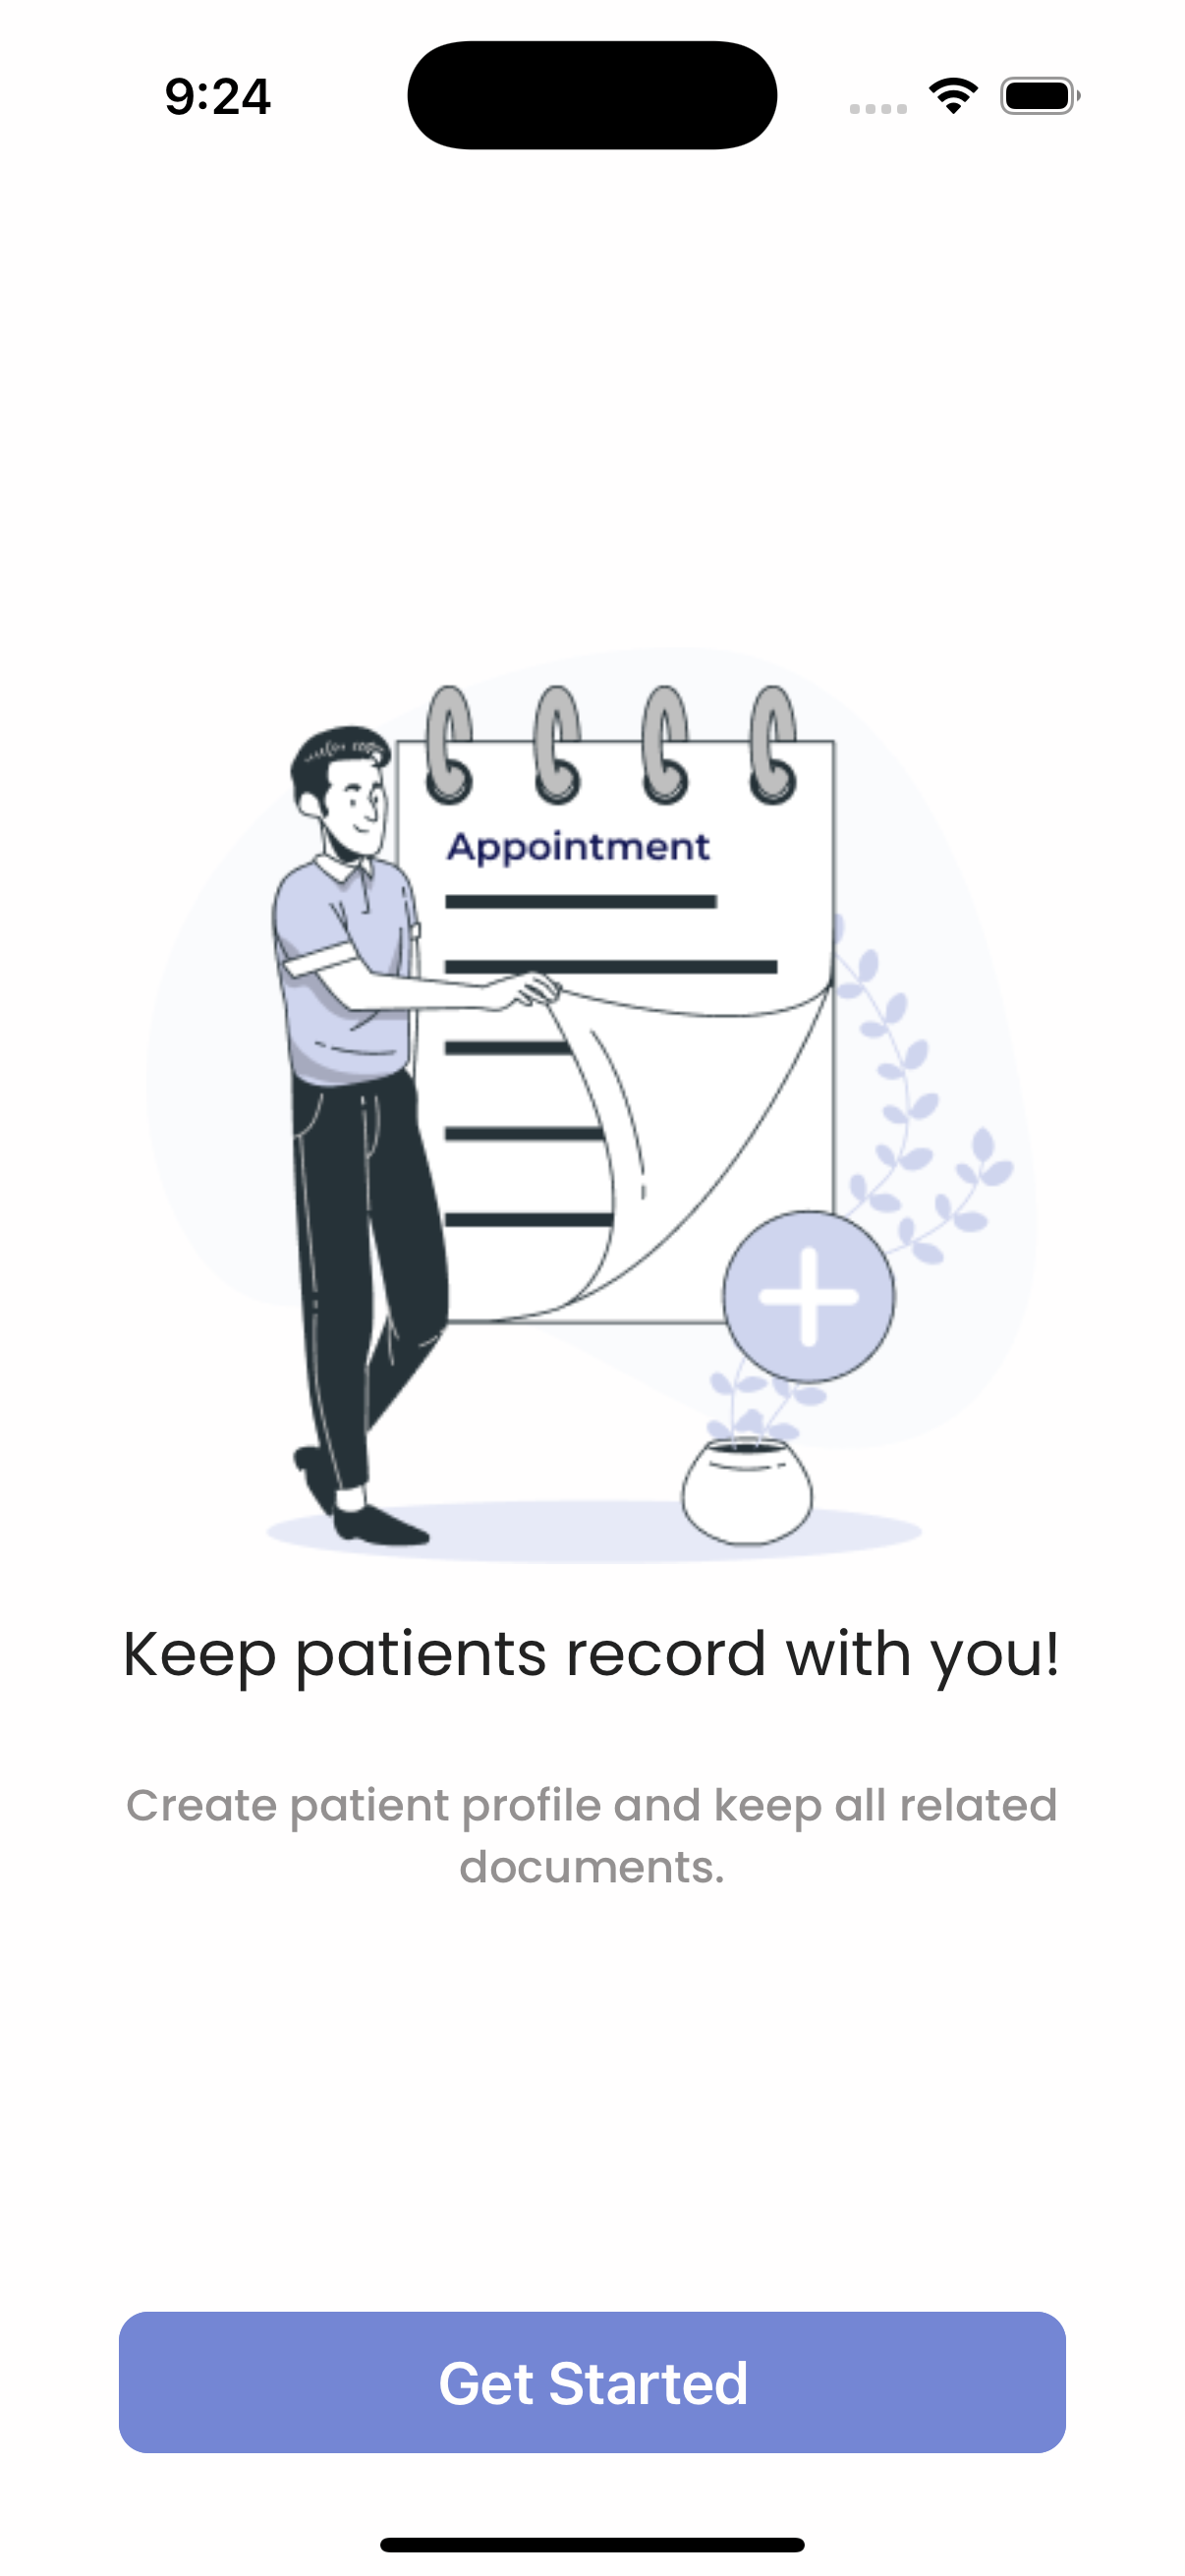 9:24
Appointment
Keep patients record with you!
Create patient profile and keep all related
documents.
Get Started